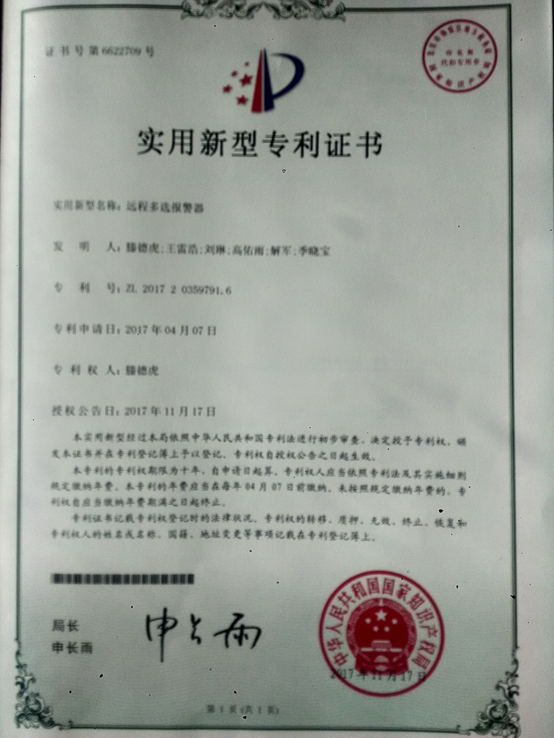 证书号第6622709号
实用新型专利证书
实用新型名称：远程多选报警器
发 明 人：滕德虎;王雷浩;刘琳;高佑雨;解军;季晓宝
专 利 号：ZL 2017 2 0359791.6
专利申请日：2017年04月07日
专 利 权 人：滕德虎
授权公告日：2017年11月17日
本实用新型经过本局依照中华人民共和国专利法进行初步审查，决定授予专利权，颁
发本证书并在专利登记簿上予以登记。专利权自授权公告之日起生效。
本专利的专利权期限为十年，自申请日起算。专利权人应当依照专利法及其实施细则
规定缴纳年费。本专利的年费应当在每年04月07日前缴纳。未按照规定缴纳年费的，专
利权自应当缴纳年费期满之日起终止。
专利证书记载专利权登记时的法律状况。专利权的转移、质押、无效、终止、恢复和
专利权人的姓名或名称、国籍、地址变更等事项记载在专利登记簿上。
局长
申长雨
申长雨
中华人民共和国国家知识产权局
2017年11月17日
第1页(共1页)